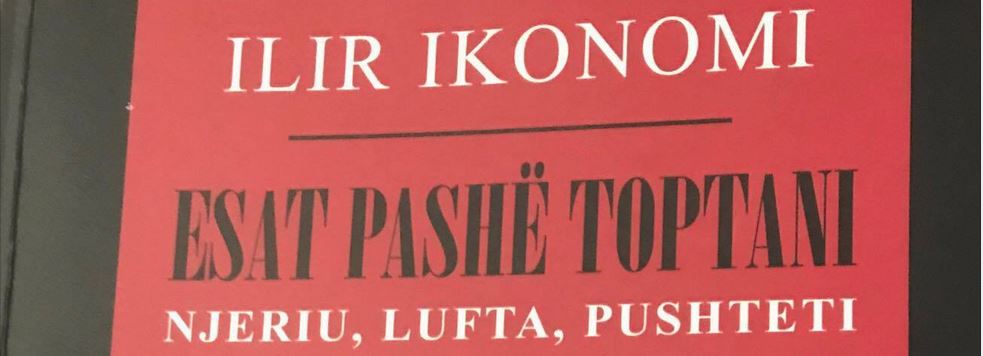 ILIR IKONOMI
ESAT PASHË TOPTANI
NJERIU, LUFTA, PUSHTETI